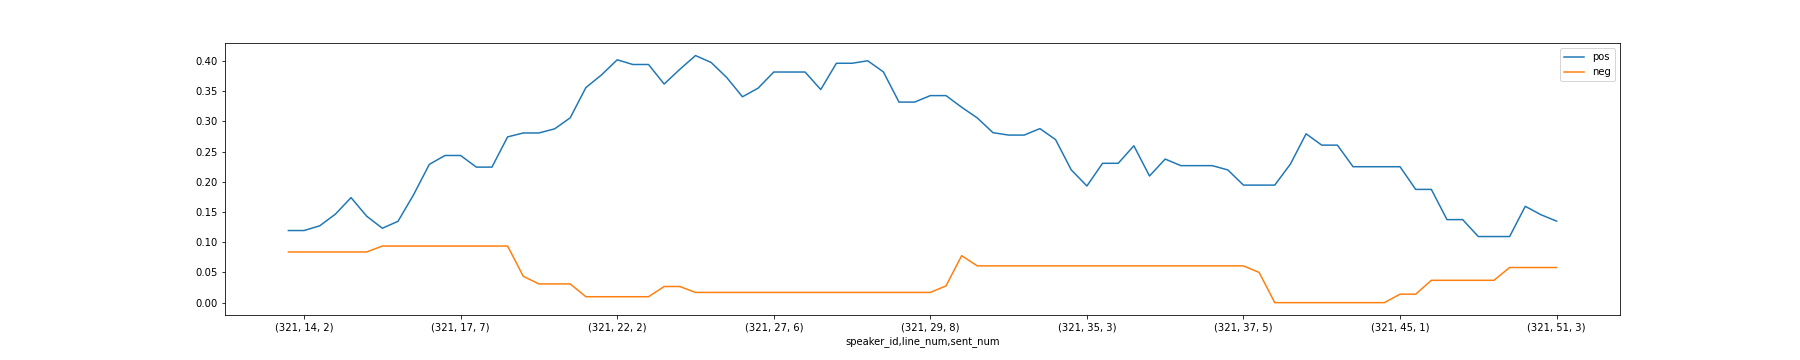 0.40
0.35
0.30
0.25
0.20
0.15
0.10
0.05
0.00
pos
neg
(321, 14, 2) (321, 17, 7) (321, 22, 2) (321, 27, 6) (321, 29, 8) (321, 35, 3) (321, 37, 5) (321, 45, 1) (321, 51, 3)
speaker_id,line_num,sent_num